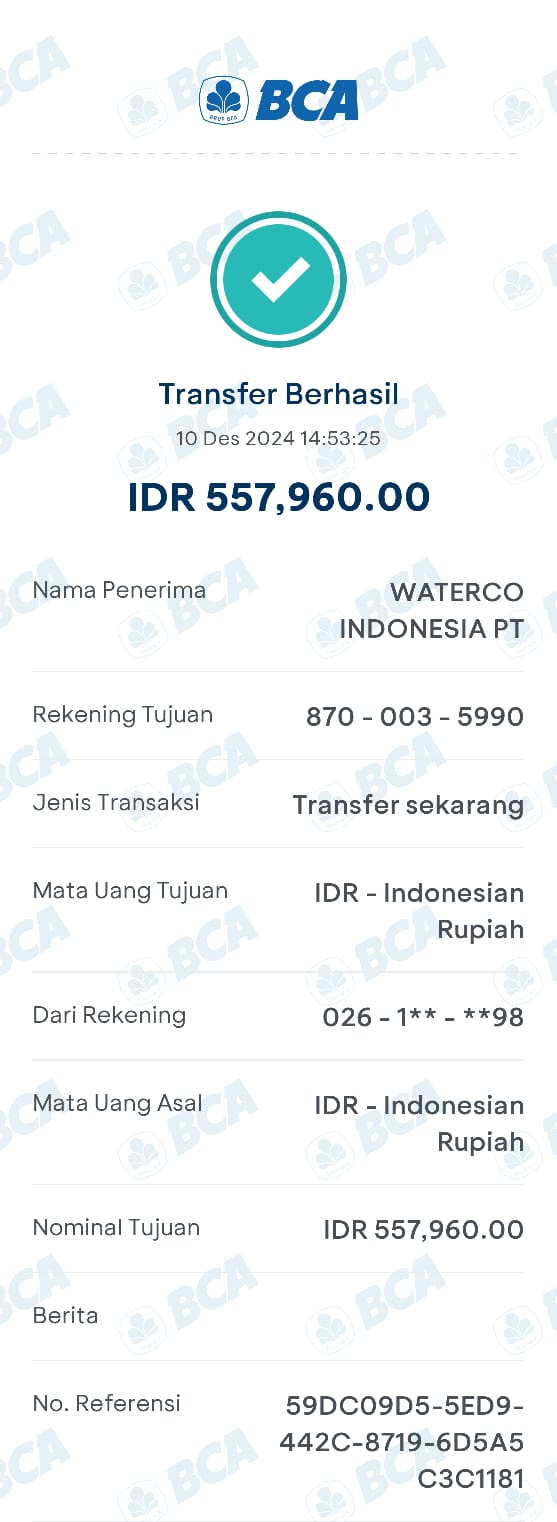 BCA
Transfer Berhasil
10 Des 2024 14:53:25
IDR 557,960.00
Nama Penerima
WATERCO
INDONESIA PT
Rekening Tujuan
870 - 003 - 5990
Jenis Transaksi
Transfer sekarang
Mata Uang Tujuan
IDR - Indonesian
Rupiah
Dari Rekening
026 - 1** - **98
Mata Uang Asal
IDR - Indonesian
Rupiah
Nominal Tujuan
IDR 557,960.00
Berita
No. Referensi
59DC09D5-5ED9-
442C-8719-6D5A5
C3C1181